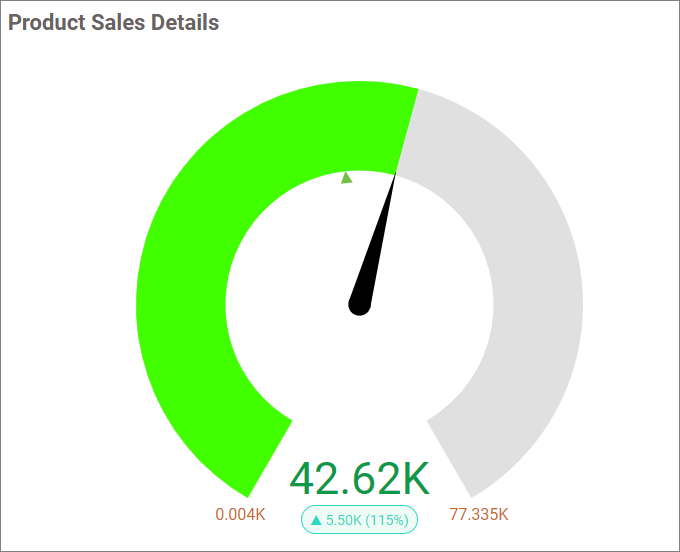 Product Sales Details
42.62K
0.004K
▲ 5.50K (115%)
77.335K